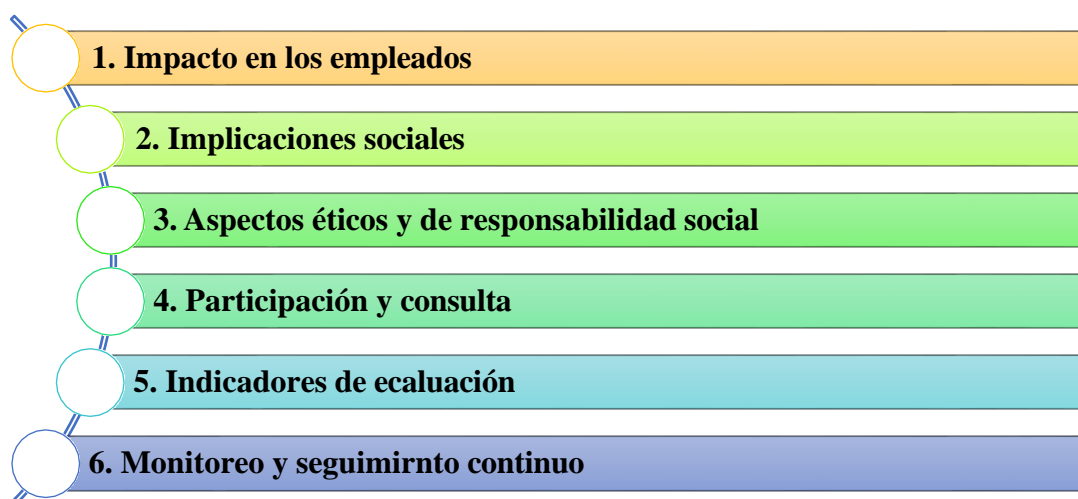 1. Impacto en los empleados
2. Implicaciones sociales
3. Aspectos éticos y de responsabilidad social
4. Participación y consulta
5. Indicadores de ecaluación
6. Monitoreo y seguimirnto continuo